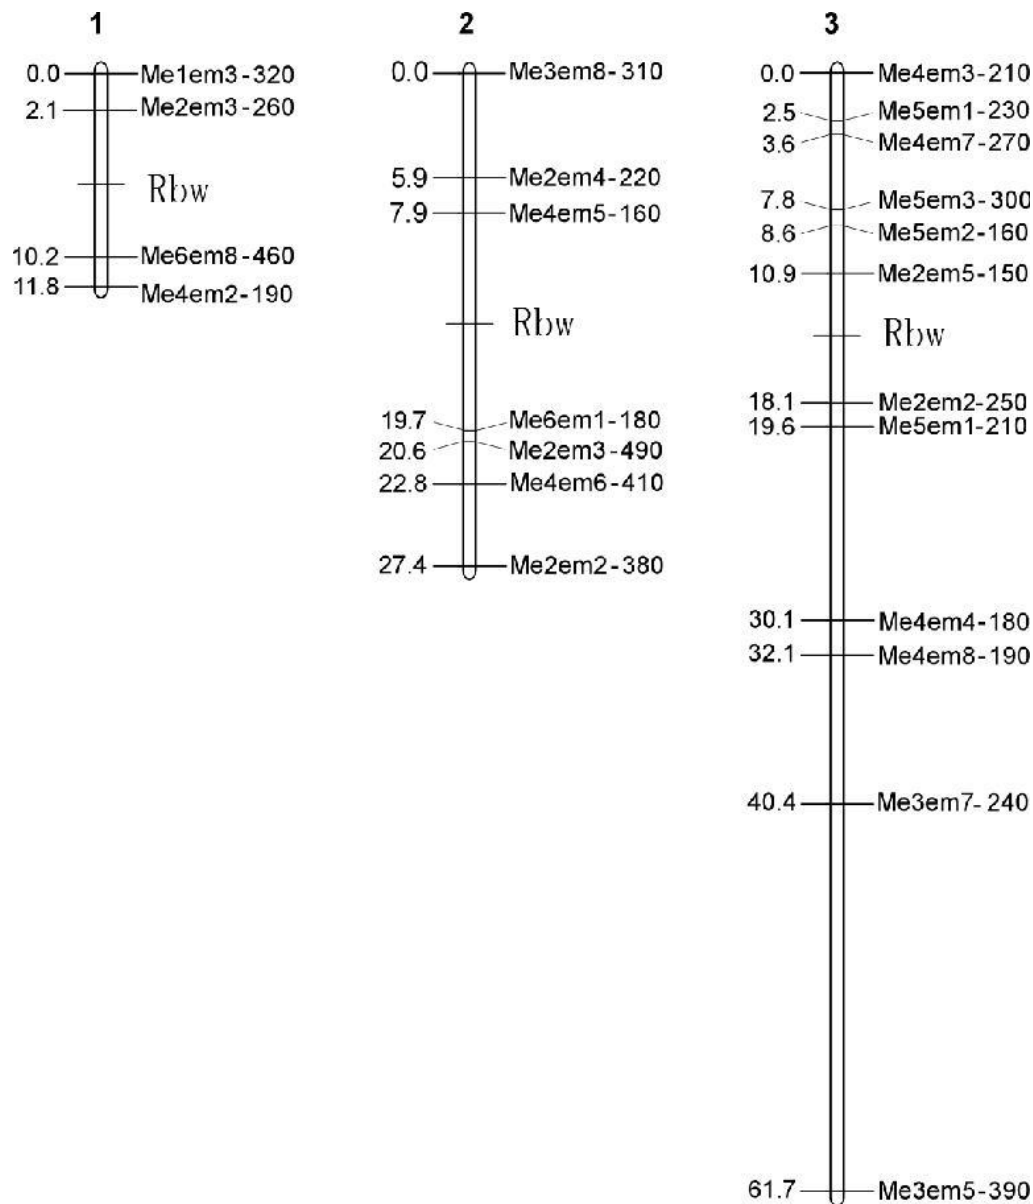 1
0.0 Me1em3-320
2.1 Me2em3-260
Rbw
10.2 Me6em8-460
11.8 Me4em2-190
2
0.0 Me3em8-310
5.9 Me2em4-220
7.9 Me4em5-160
Rbw
19.7 Me6em1-180
20.6 Me2em3-490
22.8 Me4em6-410
27.4 Me2em2-380
3
0.0 Me4em3-210
2.5 Me5em1-230
3.6 Me4em7-270
7.8 Me5em3-300
8.6 Me5em2-160
10.9 Me2em5-150
Rbw
18.1 Me2em2-250
19.6 Me5em1-210
30.1 Me4em4-180
32.1 Me4em8-190
40.4 Me3em7-240
61.7 Me3em5-390